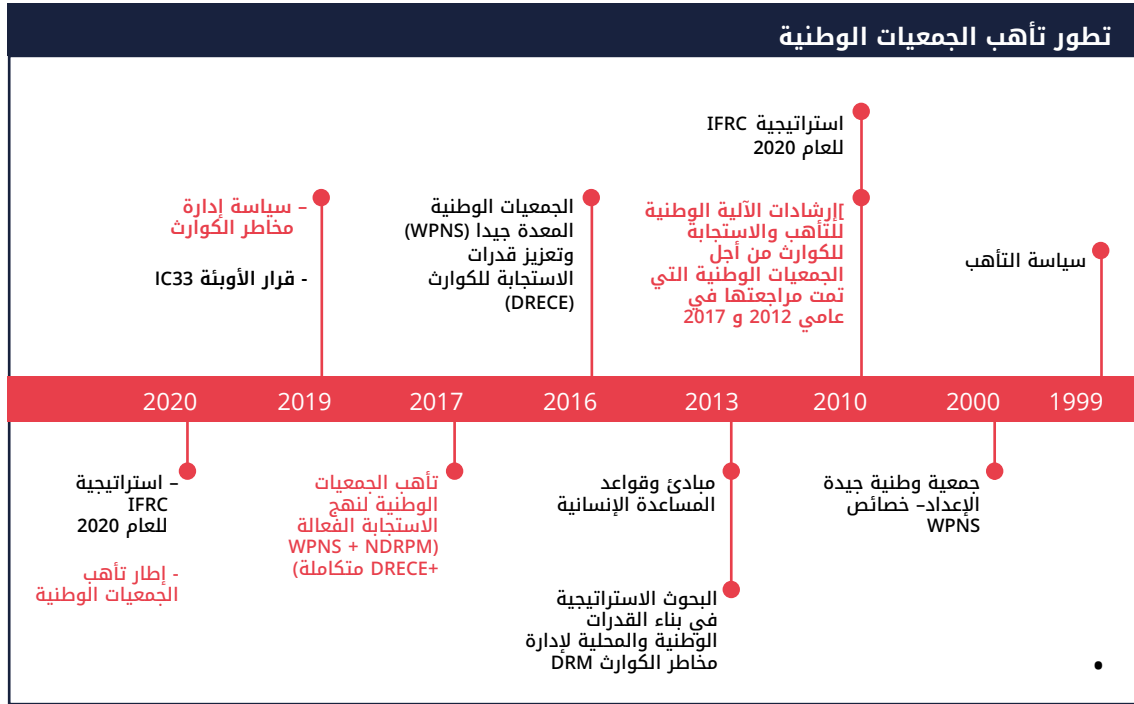 تطور تأهب الجمعيات الوطنية
استراتيجية IFRC
للعام 2020
[إرشادات الآلية الوطنية
للتأهب والاستجابة
للكوارث من أجل
الجمعيات الوطنية التي
تمت مراجعتها في
عامي 2012 و 2017
سياسة التأهب
الجمعيات الوطنية
المعدة جيدا (WPNS)
وتعزيز قدرات
الاستجابة للكوارث
(DRECE)
– سياسة إدارة
مخاطر الكوارث
- قرار الأوبئة IC33
1999
2000
2010
2013
2016
2017
2019
2020
جمعية وطنية جيدة
الإعداد– خصائص
WPNS
مبادئ وقواعد
المساعدة الإنسانية
البحوث الاستراتيجية
في بناء القدرات
الوطنية والمحلية لإدارة
مخاطر الكوارث DRM
تأهب الجمعيات
الوطنية لنهج
الاستجابة الفعالة
(WPNS + NDRPM
+DRECE متكاملة)
– استراتيجية
IFRC
للعام 2020
- إطار تأهب
الجمعيات الوطنية